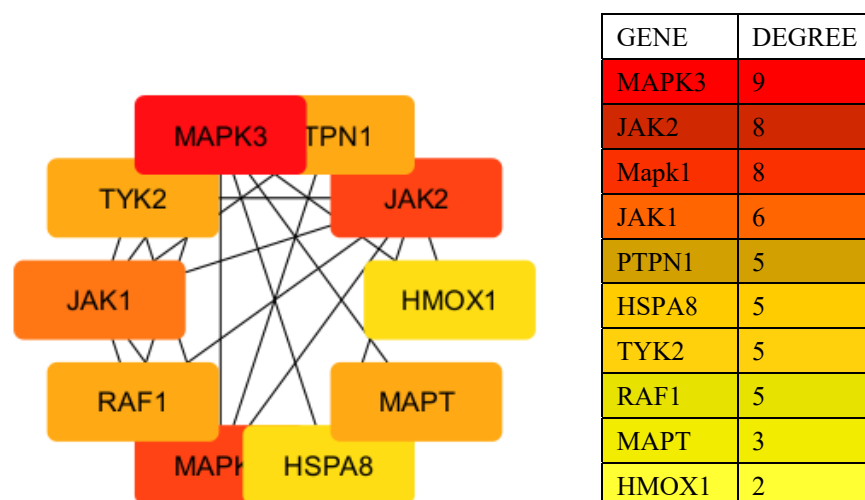 MAPK3
TPN1
TYK2
JAK2
JAK1
HMOX1
RAF1
MAPT
MAPK
HSPA8
GENE DEGREE
MAPK3 9
JAK2 8
Mapk1 8
JAK1 6
PTPN1 5
HSPA8 5
TYK2 5
RAF1 5
MAPT 3
HMOX1 2